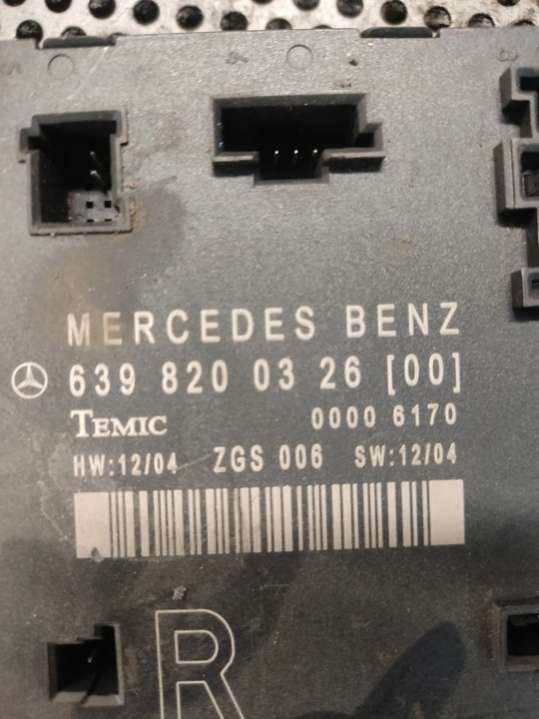 MERCEDES BENZ
639 820 03 26 [00]
TEMIC 0000 6170
HW:12/04 ZGS 006 SW:12/04
R